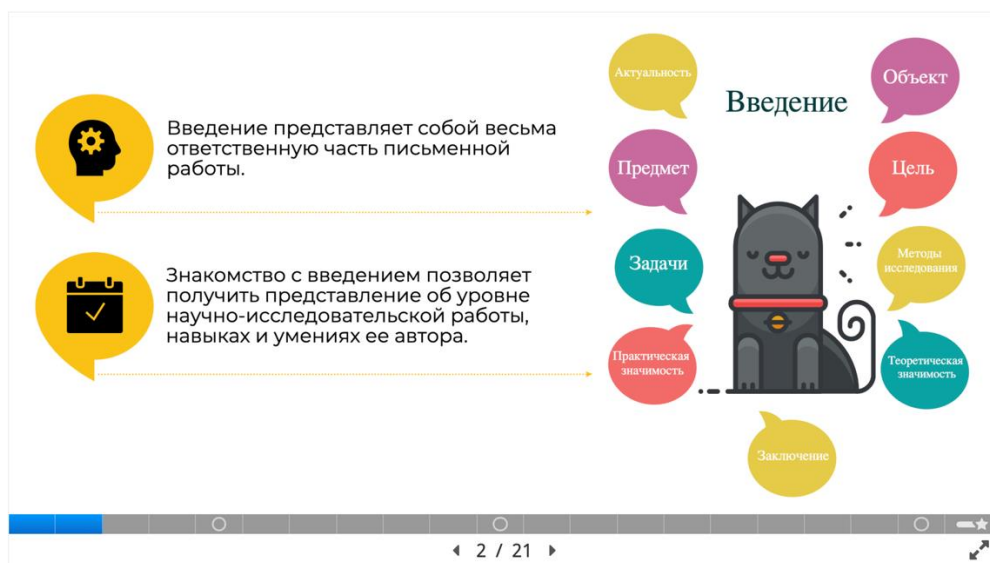 Введение представляет собой весьма
ответственную часть письменной
работы.
Знакомство с введением позволяет
получить представление об уровне
научно-исследовательской работы,
навыках и умениях ее автора.
Введение
Актуальность
Объект
Предмет
Цель
Задачи
Методы
исследования
Практическая
значимость
Теоретическая
значимость
Заключение
2 / 21